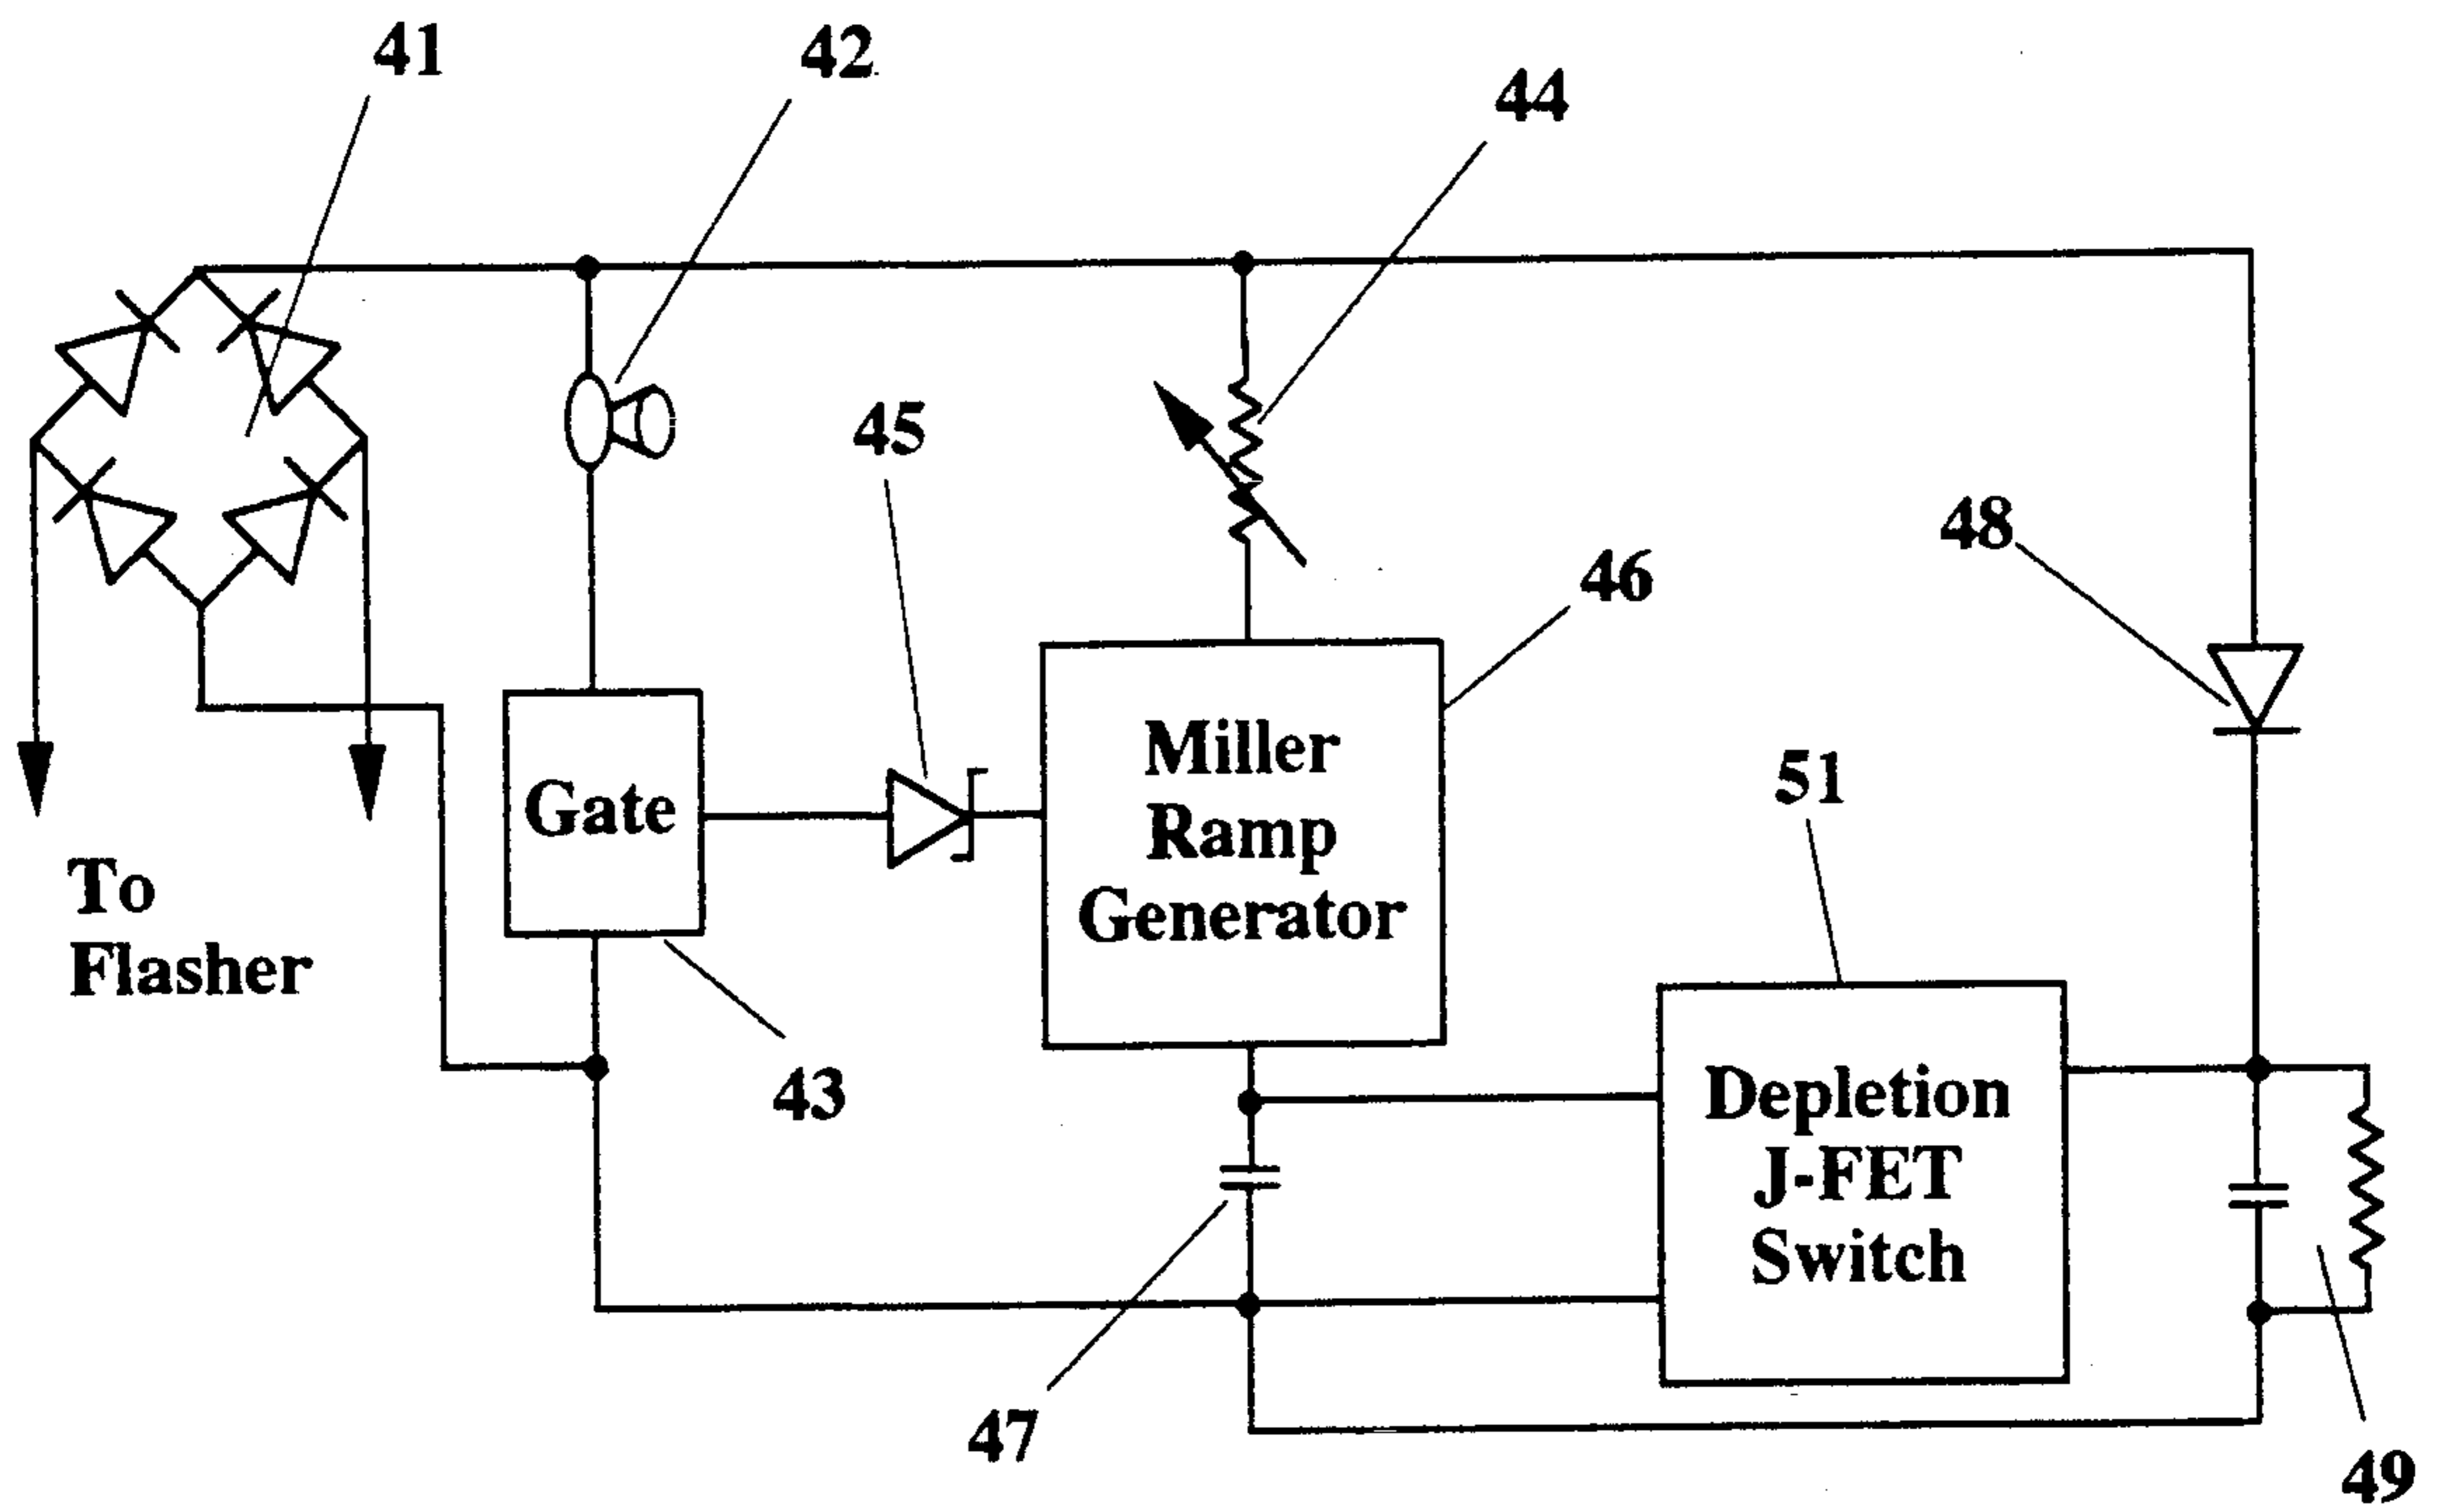 41
42
44
45
46
48
Miller
Ramp
Generator
Gate
51
To
Flasher
43
Depletion
J-FET
Switch
47
49